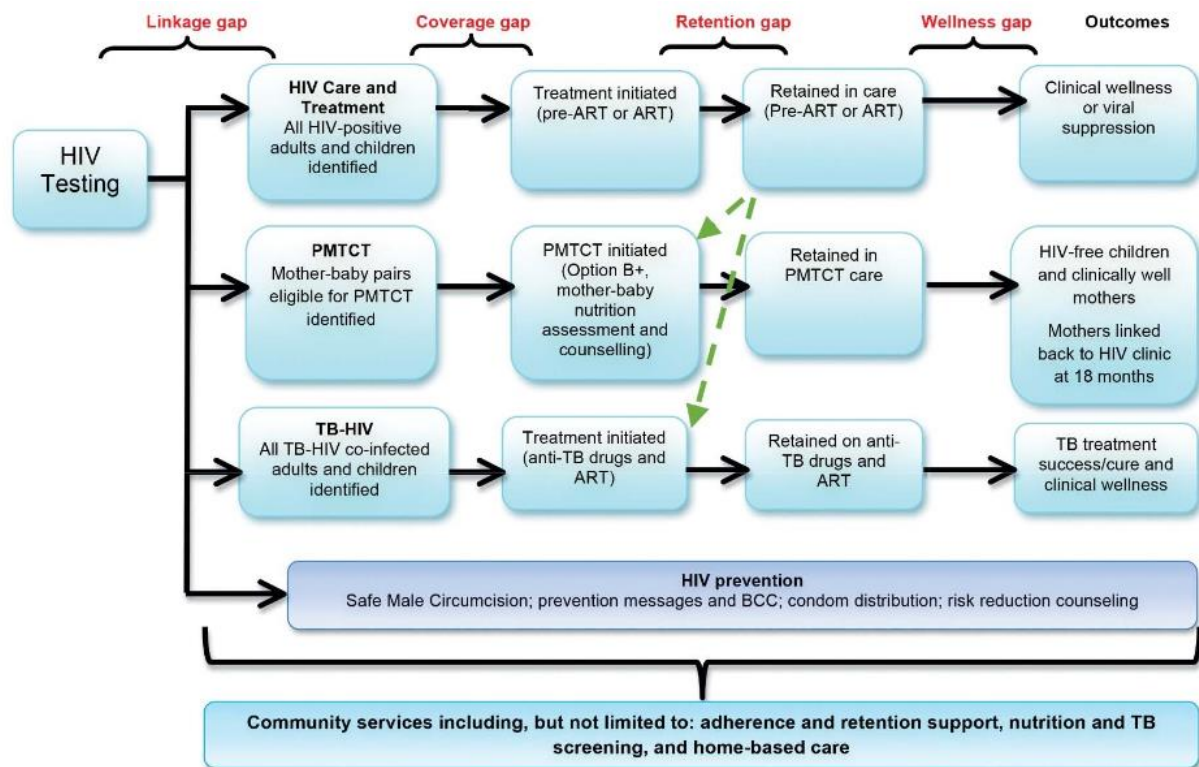 Linkage gap
Coverage gap
Retention gap
Wellness gap
Outcomes
HIV
Testing
HIV Care and
Treatment
All HIV-positive
adults and children
identified
Treatment initiated
(pre-ART or ART)
Retained in care
(Pre-ART or ART)
Clinical wellness
or viral
suppression
PMTCT
Mother-baby pairs
eligible for PMTCT
identified
PMTCT initiated
(Option B+,
mother-baby
nutrition
assessment and
counselling)
Retained in
PMTCT care
HIV-free children
and clinically well
mothers
Mothers linked
back to HIV clinic
at 18 months
TB-HIV
All TB-HIV co-infected
adults and children
identified
Treatment initiated
(anti-TB drugs and
ART)
Retained on anti-
TB drugs and
ART
TB treatment
success/cure and
clinical wellness
HIV prevention
Safe Male Circumcision; prevention messages and BCC; condom distribution; risk reduction counseling
Community services including, but not limited to: adherence and retention support, nutrition and TB
screening, and home-based care